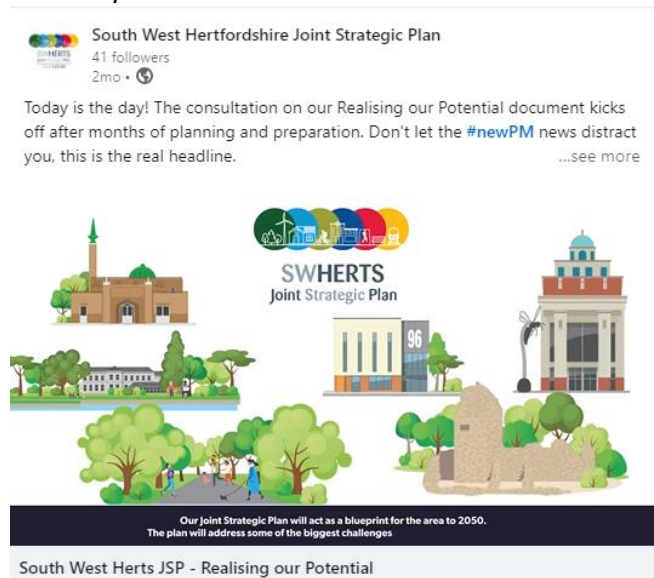 South West Hertfordshire Joint Strategic Plan
41 followers
2mo •
Today is the day! The consultation on our Realising our Potential document kicks
off after months of planning and preparation. Don't let the #newPM news distract
you, this is the real headline. ...see more
SWHERTS
Joint Strategic Plan
96
Our Joint Strategic Plan will act as a blueprint for the area to 2050.
The plan will address some of the biggest challenges
South West Herts JSP - Realising our Potential